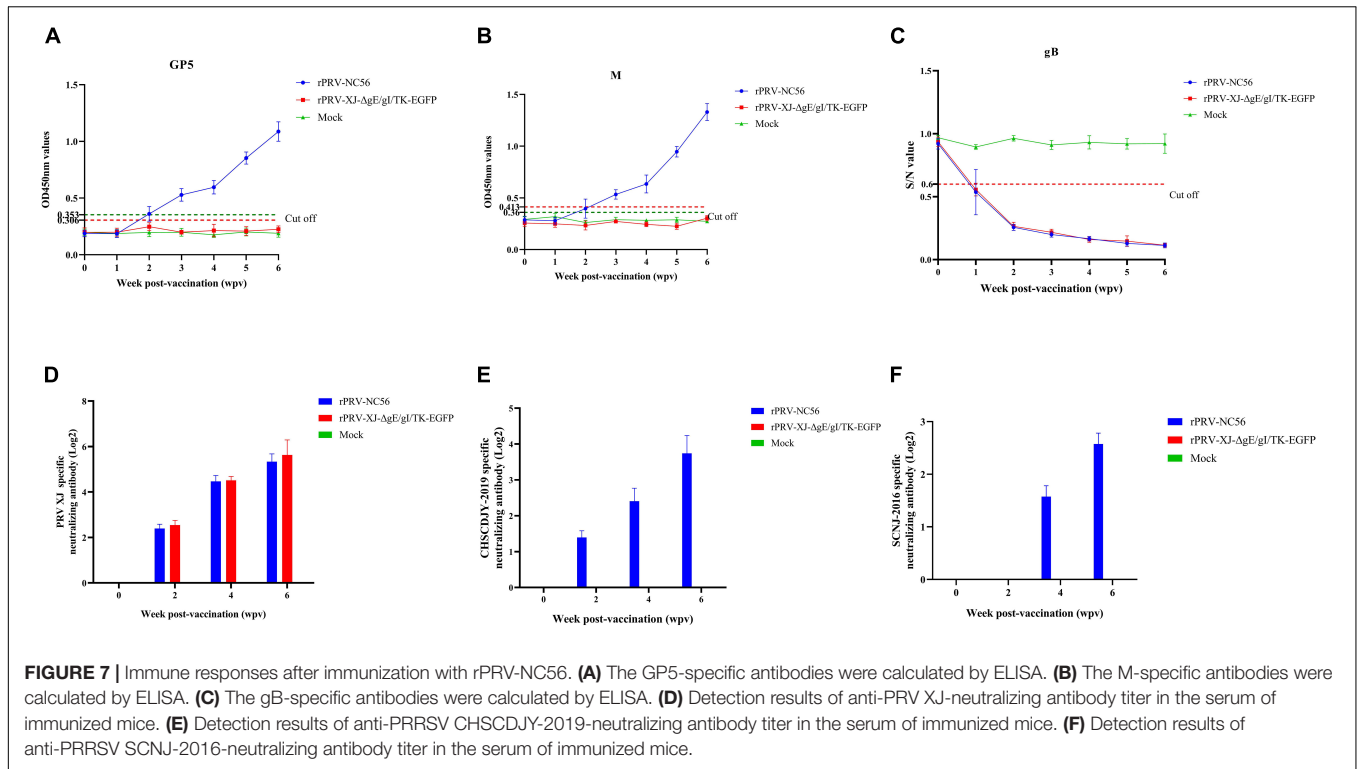 A
GP5
OD450nm values
1.5
1.0
0.5
0.353
0.306
0.0
0 1 2 3 4 5 6
Week post-vaccination (wpv)
rPRV-NC56
rPRV-XJ-ΔgE/gI/TK-EGFP
Mock
Cut off
B
M
OD450nm values
1.5
1.0
0.5
0.413
0.36
0.0
0 1 2 3 4 5 6
Week post-vaccination (wpv)
rPRV-NC56
rPRV-XJ-ΔgE/gI/TK-EGFP
Mock
Cut off
C
gB
S/N value
1.5
1.0
0.6
0.5
0.0
0 1 2 3 4 5 6
Week post-vaccination (wpv)
rPRV-NC56
rPRV-XJ-ΔgE/gI/TK-EGFP
Mock
Cut off
D
PRV XJ specific
neutralizing antibody (Log2)
8
6
4
2
0
0 2 4 6
Week post-vaccination (wpv)
rPRV-NC56
rPRV-XJ-ΔgE/gI/TK-EGFP
Mock
E
CHSCDJY-2019 specific
neutralizing antibody (Log2)
5
4
3
2
1
0
0 2 4 6
Week post-vaccination (wpv)
rPRV-NC56
rPRV-XJ-ΔgE/gI/TK-EGFP
Mock
F
SCNJ-2016 specific
neutralizing antibody (Log2)
3
2
1
0
0 2 4 6
Week post-vaccination (wpv)
rPRV-NC56
rPRV-XJ-ΔgE/gI/TK-EGFP
Mock
FIGURE 7 | Immune responses after immunization with rPRV-NC56. (A) The GP5-specific antibodies were calculated by ELISA. (B) The M-specific antibodies were
calculated by ELISA. (C) The gB-specific antibodies were calculated by ELISA. (D) Detection results of anti-PRV XJ-neutralizing antibody titer in the serum of
immunized mice. (E) Detection results of anti-PRRSV CHSCDJY-2019-neutralizing antibody titer in the serum of immunized mice. (F) Detection results of
anti-PRRSV SCNJ-2016-neutralizing antibody titer in the serum of immunized mice.